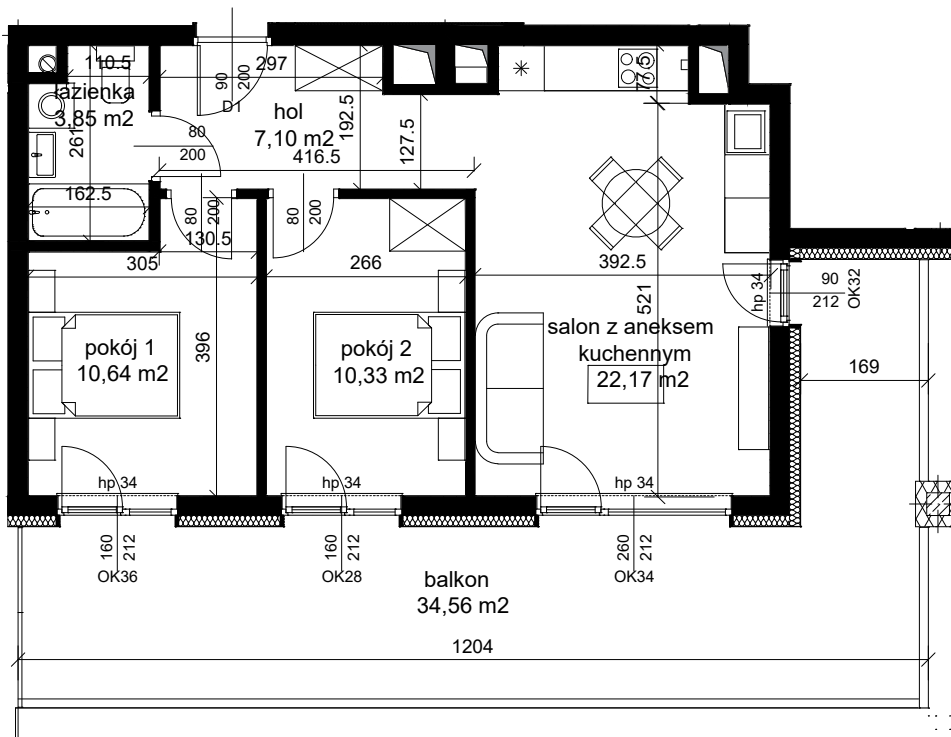 110.5
łazienka
3,85 m2
261
162.5
90
200
D1
297
hol
7,10 m2
192.5
416.5
127.5
77.5
80
200
80
200
130.5
80
200
305
266
392.5
521
396
pokój 1
10,64 m2
pokój 2
10,33 m2
salon z aneksem
kuchennym
22,17 m2
hp 34
90
212
OK32
169
hp 34
hp 34
hp 34
160
212
OK36
160
212
OK28
260
212
OK34
balkon
34,56 m2
1204